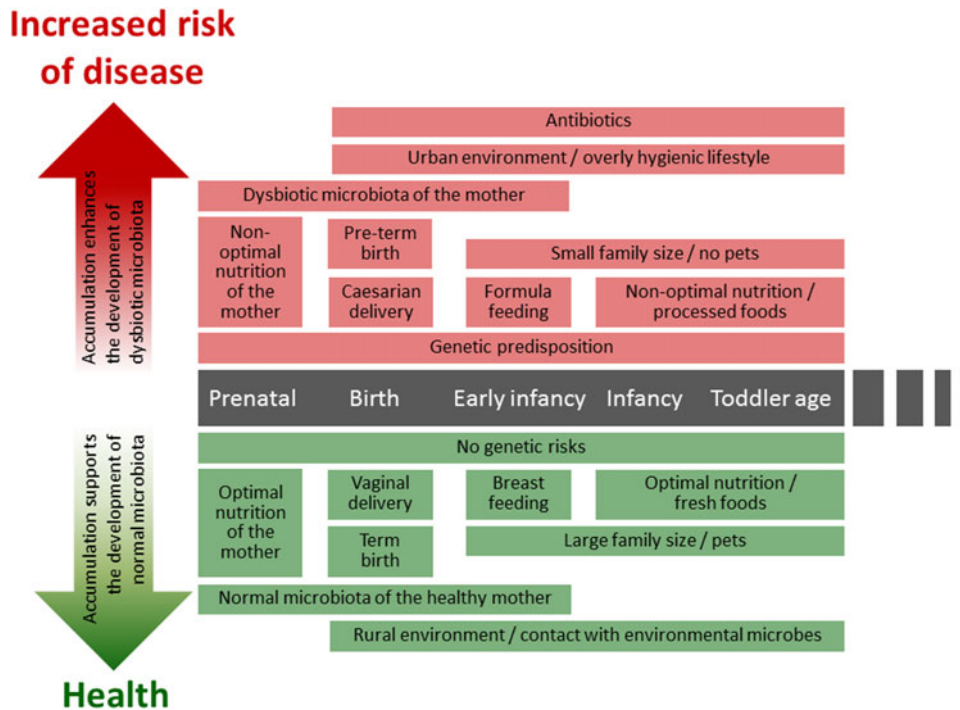 Increased risk
of disease
Accumulation enhances
the development of
dysbiotic microbiota
Antibiotics
Urban environment / overly hygienic lifestyle
Dysbiotic microbiota of the mother
Non-
optimal
nutrition
of the
mother
Pre-term
birth
Small family size / no pets
Caesarian
delivery
Formula
feeding
Non-optimal nutrition /
processed foods
Genetic predisposition
Prenatal
Birth
Early infancy
Infancy
Toddler age
Accumulation supports
the development of
normal microbiota
No genetic risks
Optimal
nutrition
of the
mother
Vaginal
delivery
Breast
feeding
Optimal nutrition /
fresh foods
Term
birth
Large family size / pets
Normal microbiota of the healthy mother
Rural environment / contact with environmental microbes
Health